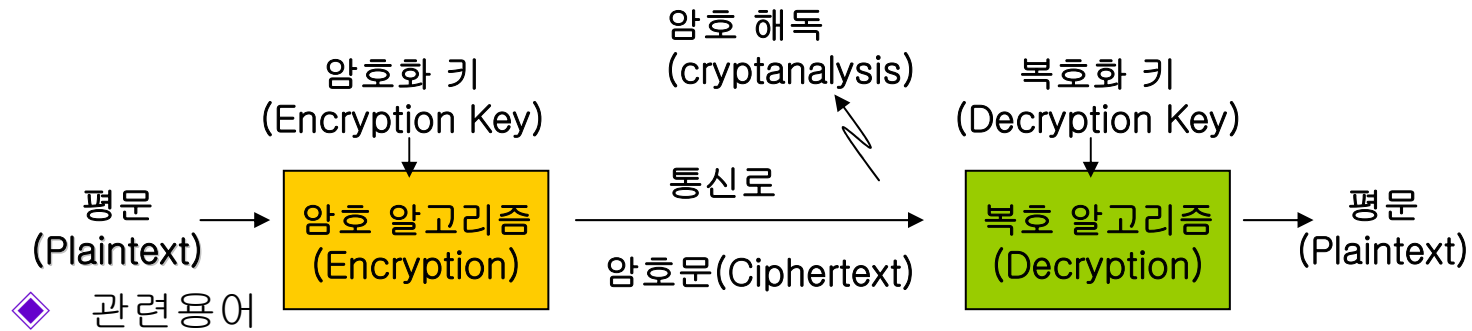 암호 해독
(cryptanalysis)
암호화 키
(Encryption Key)
복호화 키
(Decryption Key)
평문
(Plaintext)
암호 알고리즘
(Encryption)
통신로
암호문(Ciphertext)
복호 알고리즘
(Decryption)
평문
(Plaintext)
관련용어